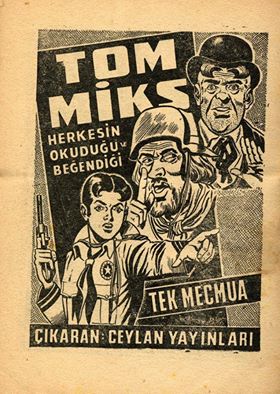 TOM
MİKS
HERKESİN
OKUDUĞU ve
BEĞENDİĞİ
TEK MECMUA
ÇIKARAN: CEYLAN YAYINLARI